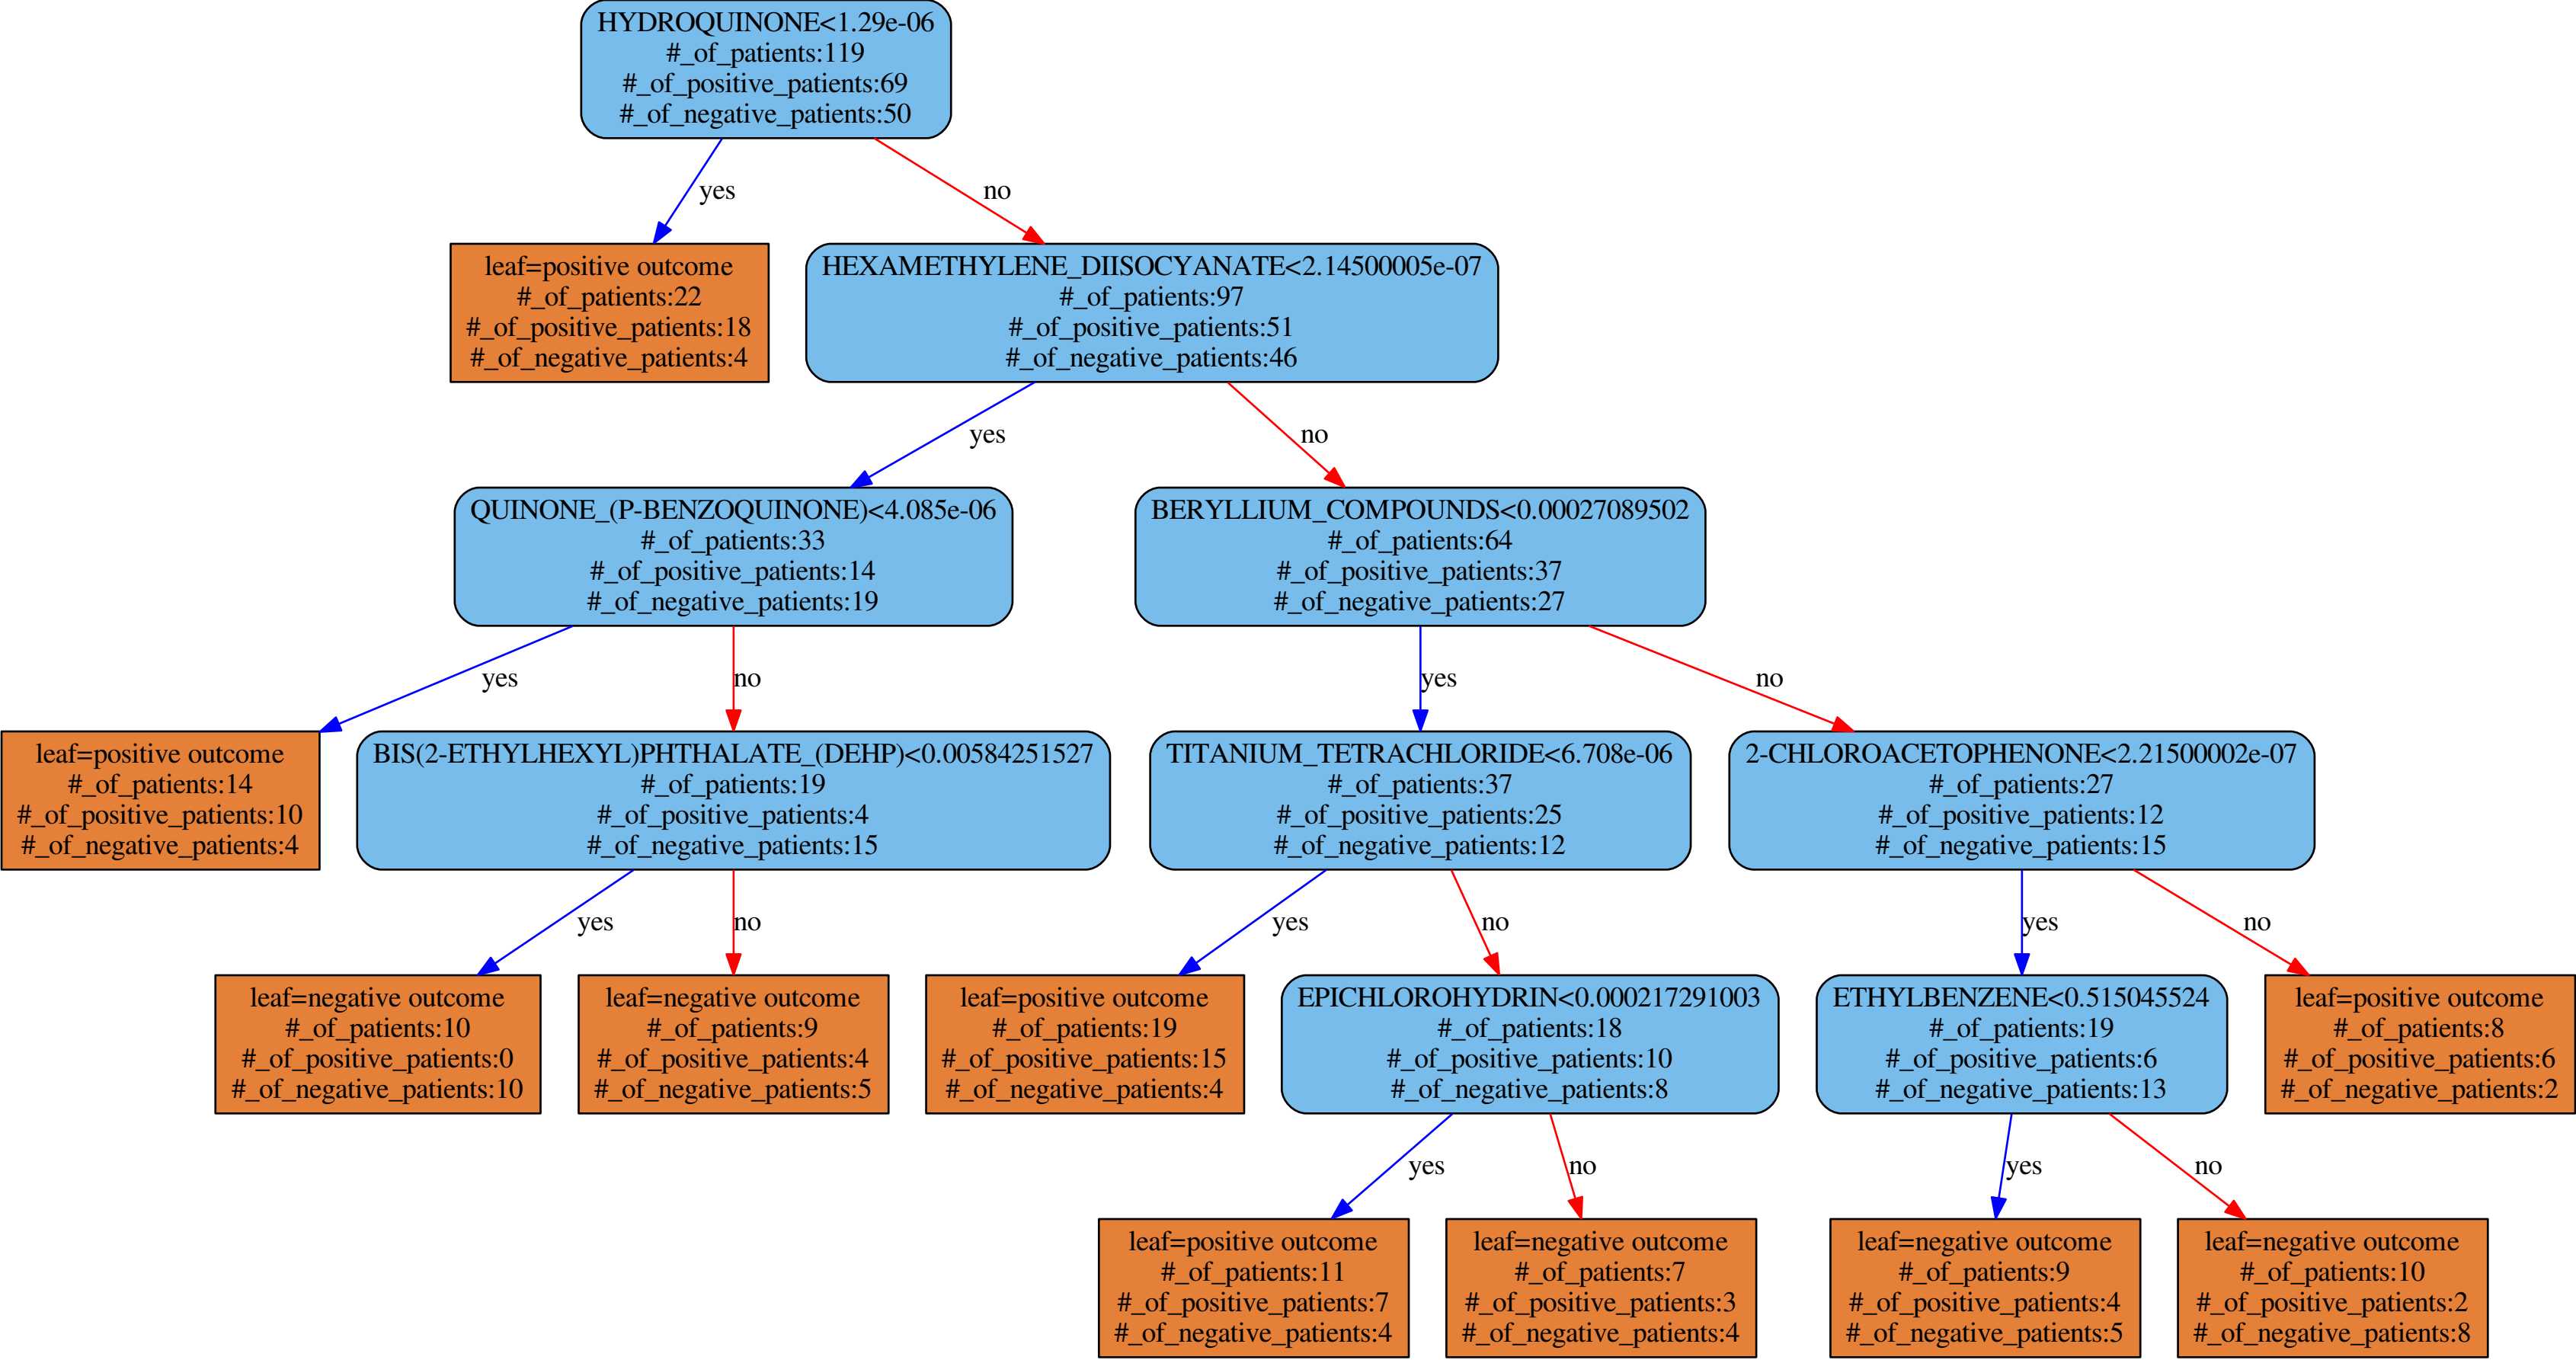 HYDROQUINONE<1.29e-06
#_of_patients:119
#_of_positive_patients:69
#_of_negative_patients:50
yes
no
leaf=positive outcome
#_of_patients:22
#_of_positive_patients:18
#_of_negative_patients:4
HEXAMETHYLENE_DIISOCYANATE<2.14500005e-07
#_of_patients:97
#_of_positive_patients:51
#_of_negative_patients:46
yes
no
QUINONE_(P-BENZOQUINONE)<4.085e-06
#_of_patients:33
#_of_positive_patients:14
#_of_negative_patients:19
BERYLLIUM_COMPOUNDS<0.00027089502
#_of_patients:64
#_of_positive_patients:37
#_of_negative_patients:27
yes
no
yes
no
leaf=positive outcome
#_of_patients:14
#_of_positive_patients:10
#_of_negative_patients:4
BIS(2-ETHYLHEXYL)PHTHALATE_(DEHP)<0.00584251527
#_of_patients:19
#_of_positive_patients:4
#_of_negative_patients:15
TITANIUM_TETRACHLORIDE<6.708e-06
#_of_patients:37
#_of_positive_patients:25
#_of_negative_patients:12
2-CHLOROACETOPHENONE<2.21500002e-07
#_of_patients:27
#_of_positive_patients:12
#_of_negative_patients:15
yes
no
yes
no
yes
no
leaf=negative outcome
#_of_patients:10
#_of_positive_patients:0
#_of_negative_patients:10
leaf=negative outcome
#_of_patients:9
#_of_positive_patients:4
#_of_negative_patients:5
leaf=positive outcome
#_of_patients:19
#_of_positive_patients:15
#_of_negative_patients:4
EPICHLOROHYDRIN<0.000217291003
#_of_patients:18
#_of_positive_patients:10
#_of_negative_patients:8
ETHYLBENZENE<0.515045524
#_of_patients:19
#_of_positive_patients:6
#_of_negative_patients:13
leaf=positive outcome
#_of_patients:8
#_of_positive_patients:6
#_of_negative_patients:2
yes
no
yes
no
leaf=positive outcome
#_of_patients:11
#_of_positive_patients:7
#_of_negative_patients:4
leaf=negative outcome
#_of_patients:7
#_of_positive_patients:3
#_of_negative_patients:4
leaf=negative outcome
#_of_patients:9
#_of_positive_patients:4
#_of_negative_patients:5
leaf=negative outcome
#_of_patients:10
#_of_positive_patients:2
#_of_negative_patients:8